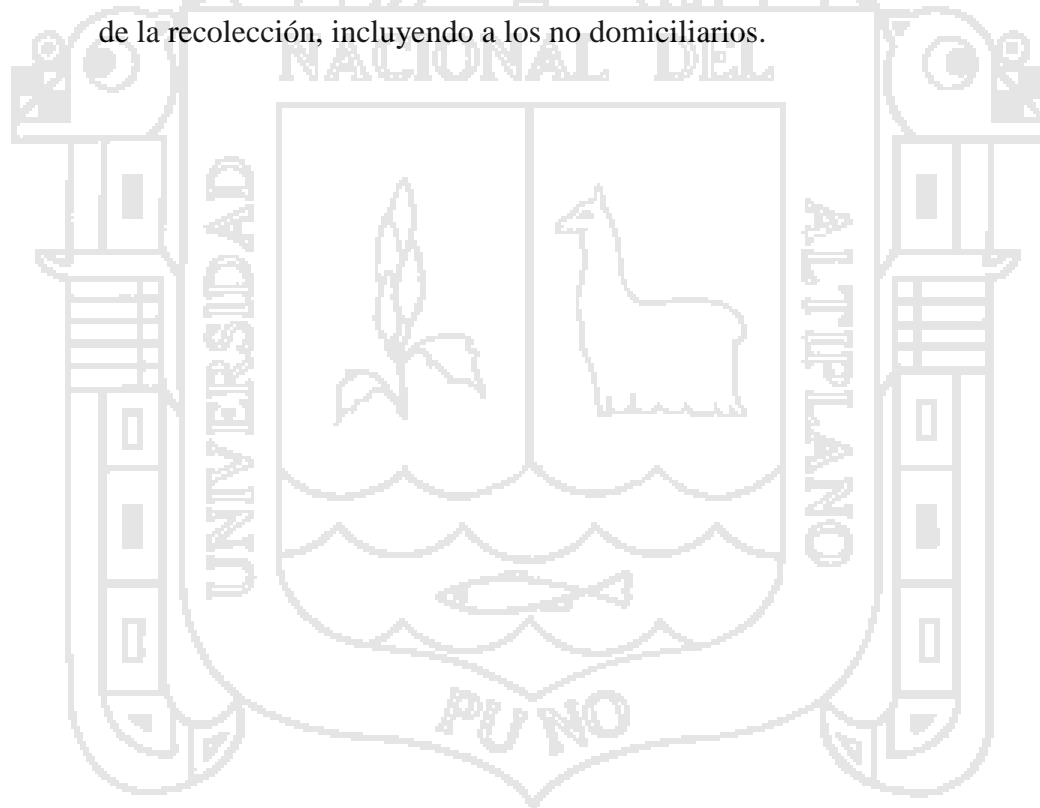 de la recolección, incluyendo a los no domiciliarios.
NACIONAL DEL
UNIVERSIDAD
ALTIPLANO
PUNO